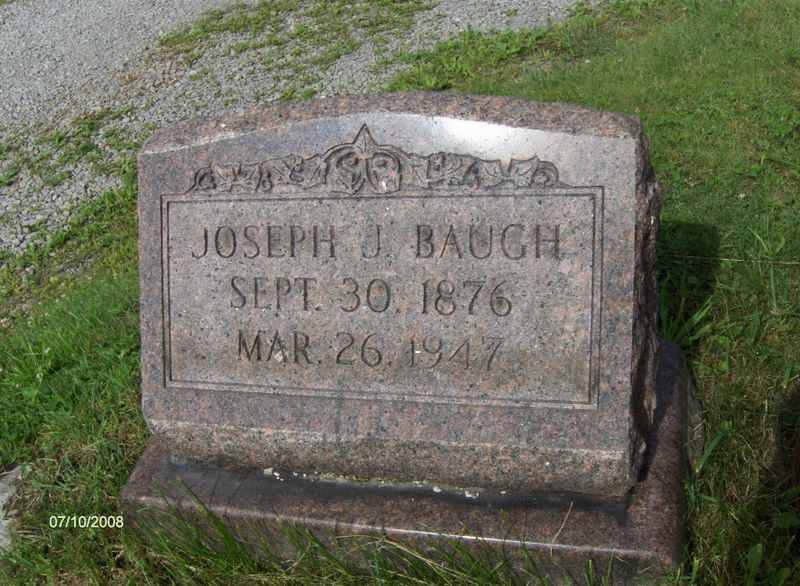 JOSEPH J. BAUGH
SEPT. 30, 1876
MAR. 26, 1947
07/10/2008